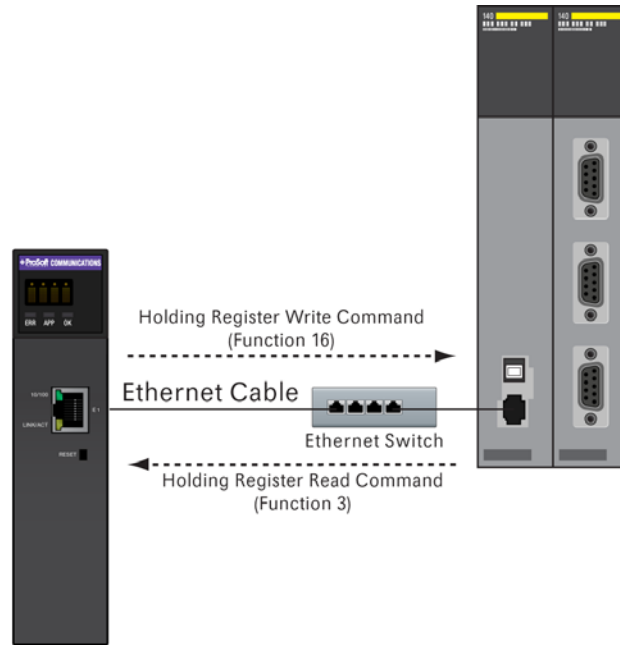 140
140
ProSoft COMMUNICATIONS
ERR APP OK
Holding Register Write Command
(Function 16)
10/100
E 1
Ethernet Cable
LINK/ACT
Ethernet Switch
RESET
Holding Register Read Command
(Function 3)